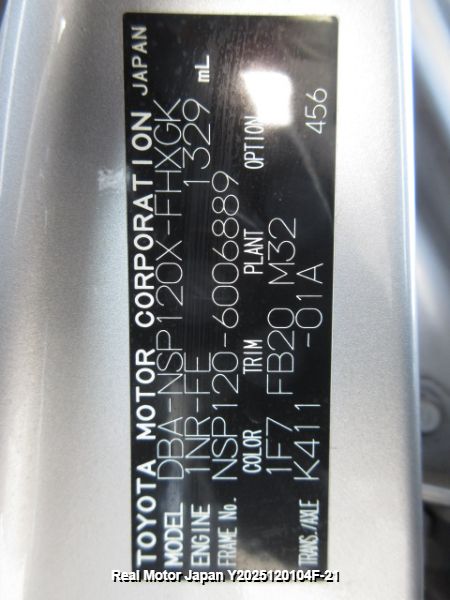 TOYOTA MOTOR CORPORATION JAPAN
MODEL DBA-NSP120X-FHXGK
ENGINE 1NR-FE 1329 mL
FRAME No. NSP120-6006889
COLOR TRIM PLANT OPTION
1F7 FB20 M32 456
TRANS./AXLE K411 -01A
Real Motor Japan Y2025120104F-21